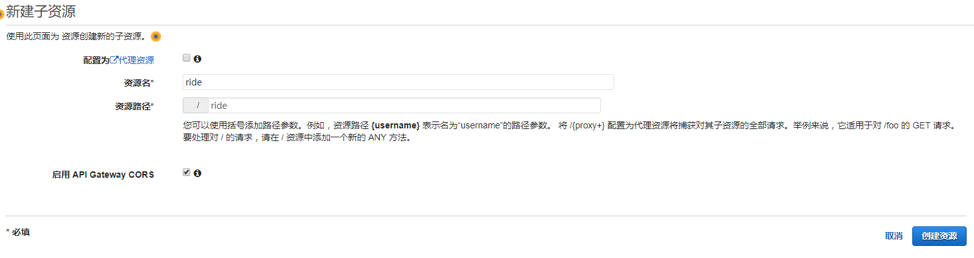 新建子资源
使用此页面为 资源创建新的子资源。
配置为代理资源
资源名* ride
资源路径* / ride
您可以使用括号添加路径参数。例如，资源路径 {username} 表示名为“username”的路径参数。 将 /{proxy+} 配置为代理资源将捕获对其子资源的全部请求。举例来说，它适用于对 /foo 的 GET 请求。
要处理对 / 的请求，请在 / 资源中添加一个新的 ANY 方法。
启用 API Gateway CORS
* 必填
取消 创建资源